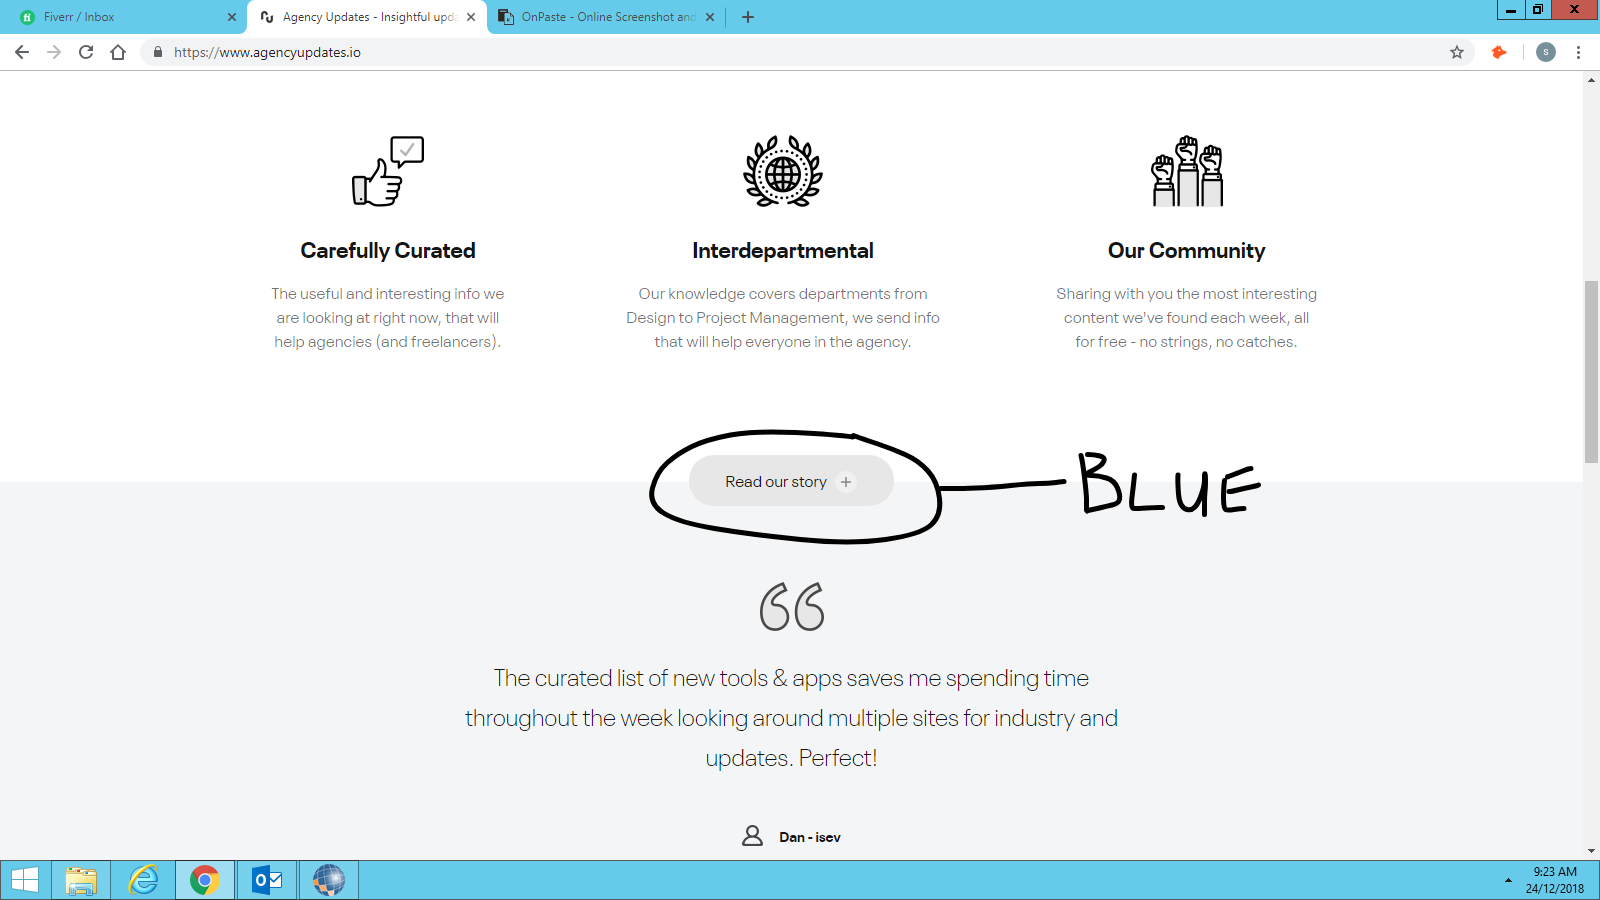 Fiverr / Inbox
Agency Updates - Insightful upda
OnPaste - Online Screenshot and
https://www.agencyupdates.io
S
Carefully Curated
The useful and interesting info we
are looking at right now, that will
help agencies (and freelancers).
Interdepartmental
Our knowledge covers departments from
Design to Project Management, we send info
that will help everyone in the agency.
Our Community
Sharing with you the most interesting
content we've found each week, all
for free - no strings, no catches.
Read our story +
BLUE
The curated list of new tools & apps saves me spending time
throughout the week looking around multiple sites for industry and
updates. Perfect!
Dan - isev
9:23 AM
24/12/2018